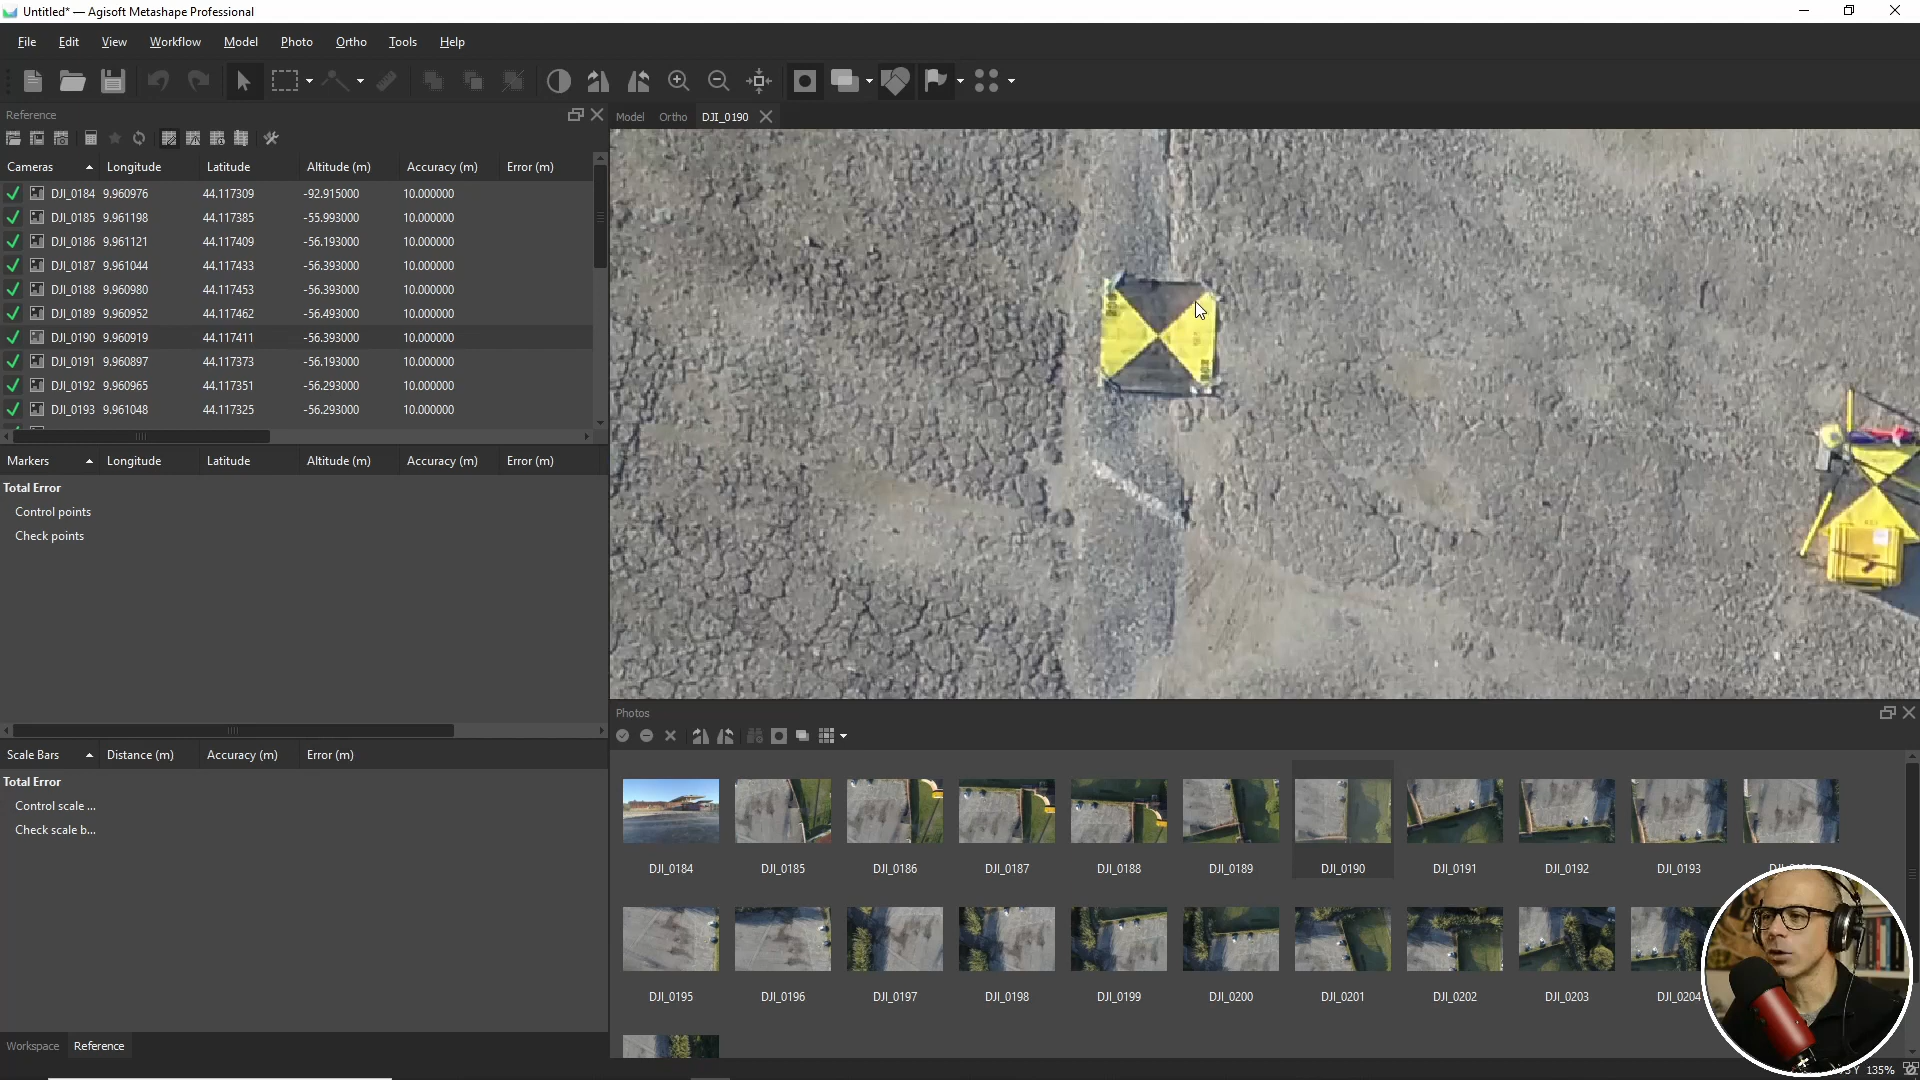 Untitled* — Agisoft Metashape Professional
File Edit View Workflow Model Photo Ortho Tools Help
Reference
Model Ortho DJI_0190
Cameras Longitude Latitude Altitude (m) Accuracy (m) Error (m)
DJI_0184 9.960976 44.117309 -92.915000 10.000000
DJI_0185 9.961198 44.117385 -55.993000 10.000000
DJI_0186 9.961121 44.117409 -56.193000 10.000000
DJI_0187 9.961044 44.117433 -56.393000 10.000000
DJI_0188 9.960980 44.117453 -56.393000 10.000000
DJI_0189 9.960952 44.117462 -56.493000 10.000000
DJI_0190 9.960919 44.117411 -56.393000 10.000000
DJI_0191 9.960897 44.117373 -56.193000 10.000000
DJI_0192 9.960965 44.117351 -56.293000 10.000000
DJI_0193 9.961048 44.117325 -56.293000 10.000000
Markers Longitude Latitude Altitude (m) Accuracy (m) Error (m)
Total Error
Control points
Check points
Scale Bars Distance (m) Accuracy (m) Error (m)
Total Error
Control scale ...
Check scale b...
Workspace Reference
Photos
DJI_0184 DJI_0185 DJI_0186 DJI_0187 DJI_0188 DJI_0189 DJI_0190 DJI_0191 DJI_0192 DJI_0193
DJI_0195 DJI_0196 DJI_0197 DJI_0198 DJI_0199 DJI_0200 DJI_0201 DJI_0202 DJI_0203 DJI_0204
135%